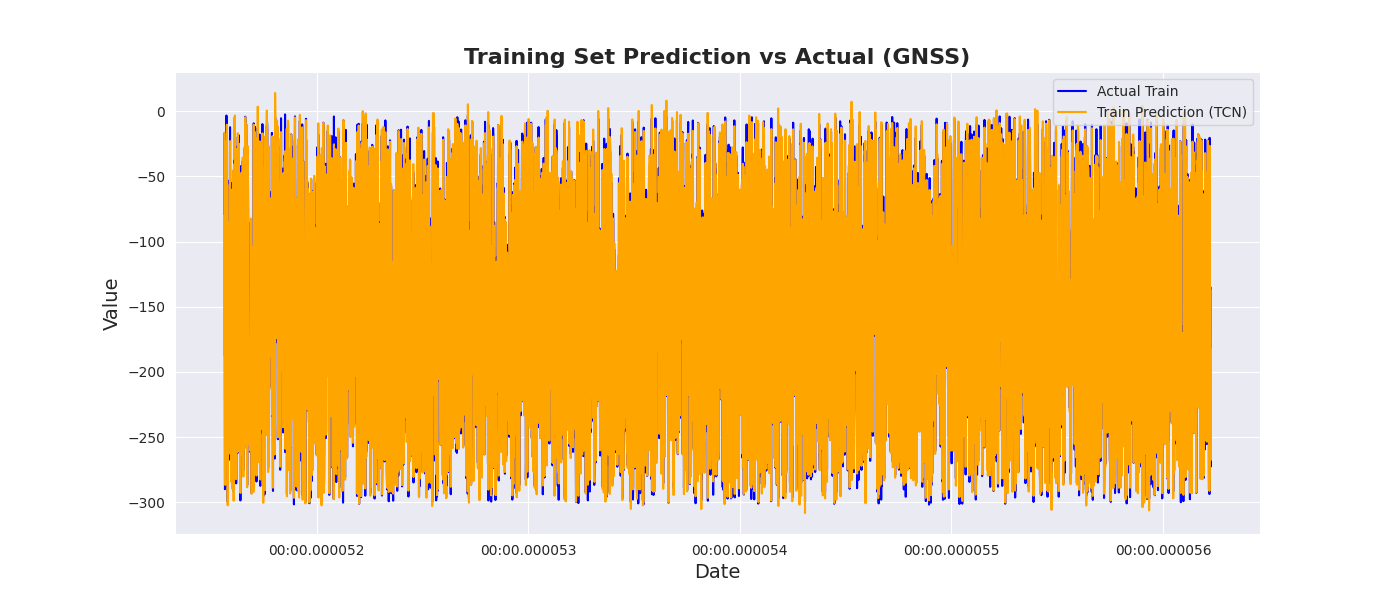 Training Set Prediction vs Actual (GNSS)
Actual Train
Train Prediction (TCN)
Value
0
−50
−100
−150
−200
−250
−300
00:00.000052
00:00.000053
00:00.000054
00:00.000055
00:00.000056
Date